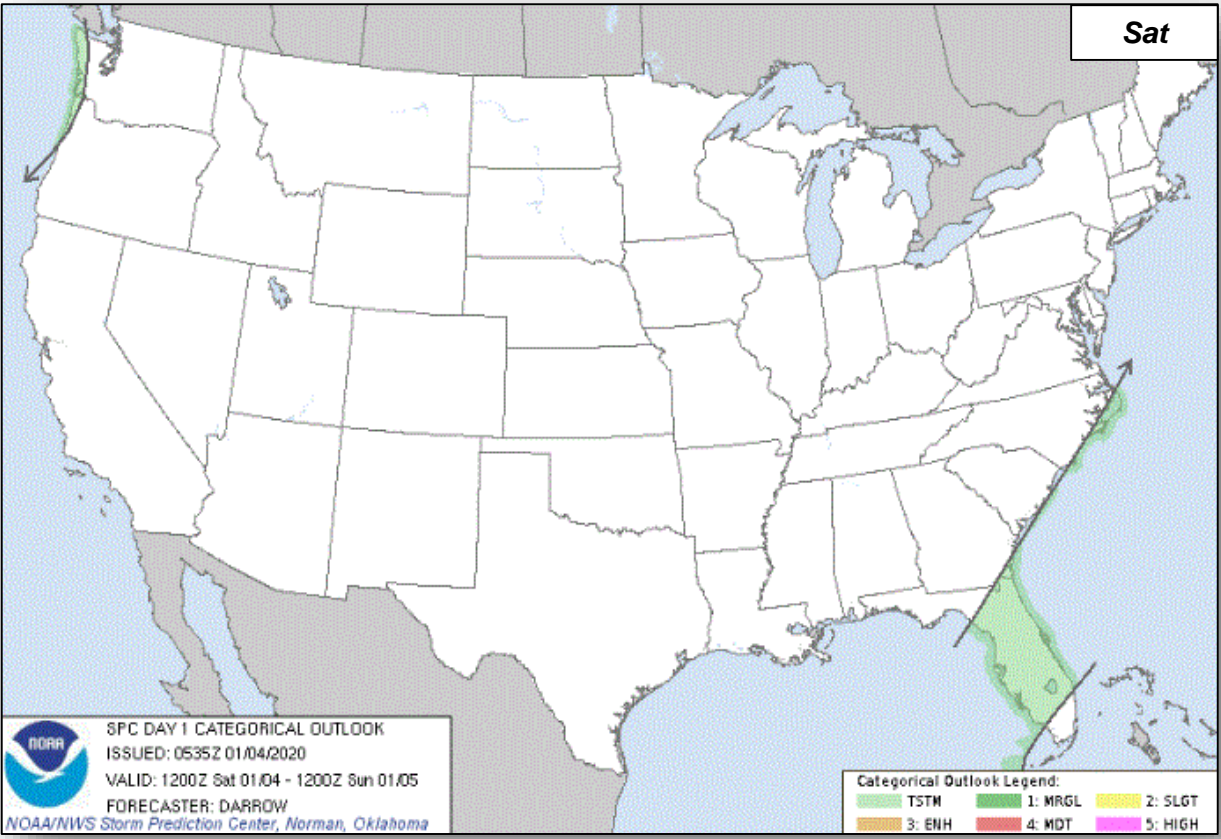 Sat
NOAA
SPC DAY 1 CATEGORICAL OUTLOOK
ISSUED: 0535Z 01/04/2020
VALID: 1200Z Sat 01/04 - 1200Z Sun 01/05
FORECASTER: DARROW
NOAA/NWS Storm Prediction Center, Norman, Oklahoma
Categorical Outlook Legend:
TSTM 1: MRGL 2: SLGT
3: ENH 4: MDT 5: HIGH